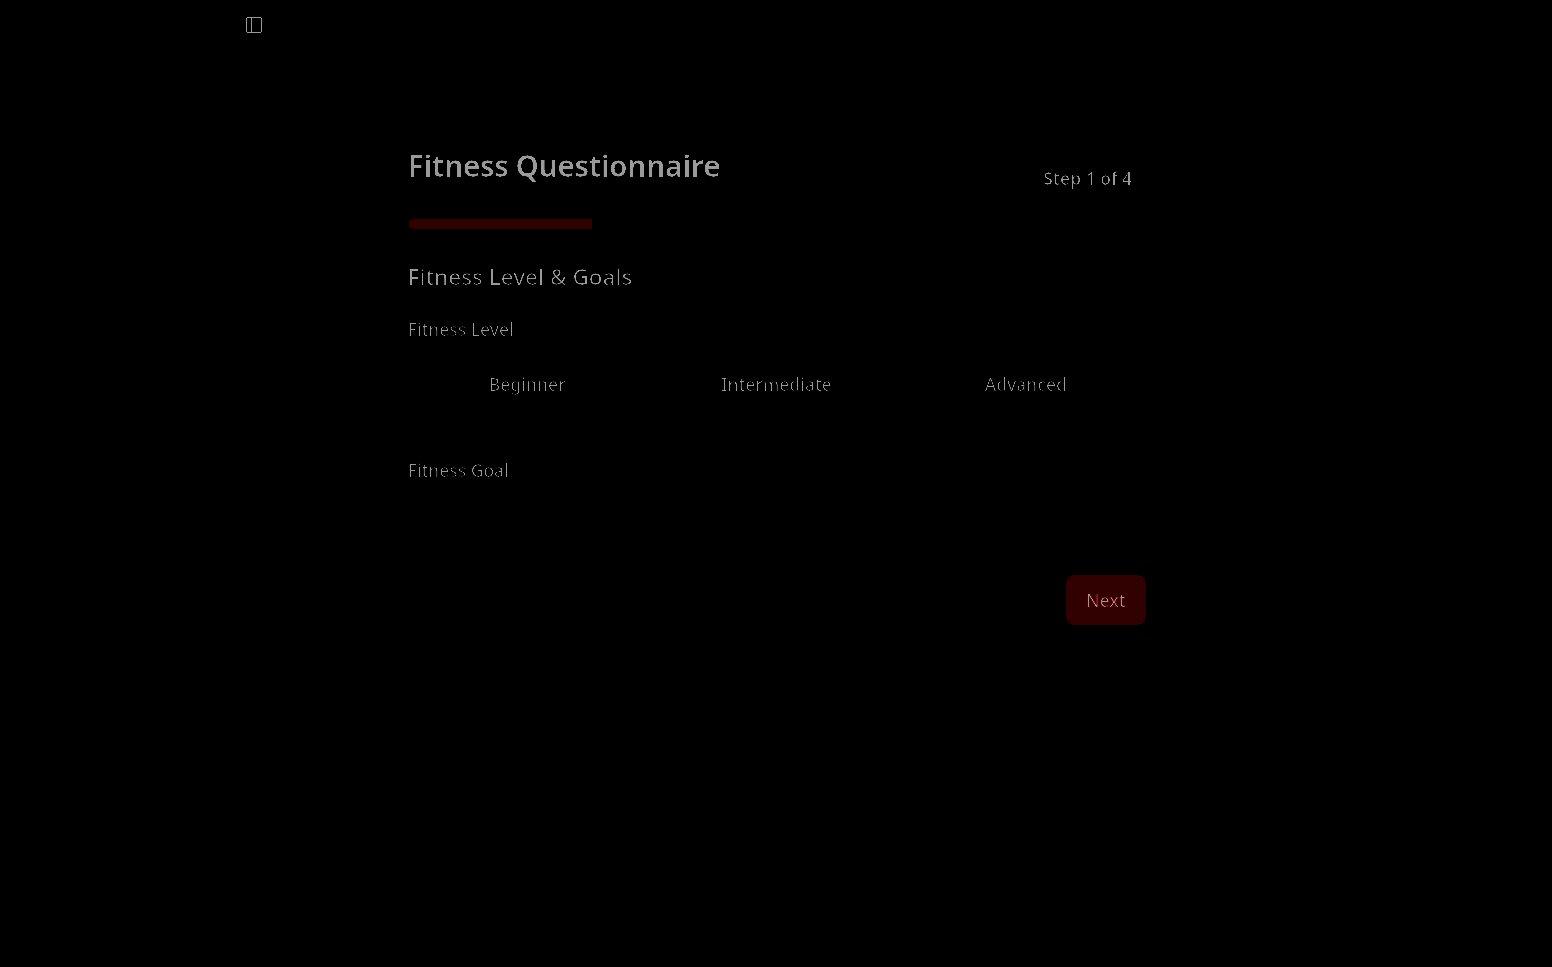 Fitness Questionnaire
Step 1 of 4
Fitness Level & Goals
Fitness Level
Beginner Intermediate Advanced
Fitness Goal
Next